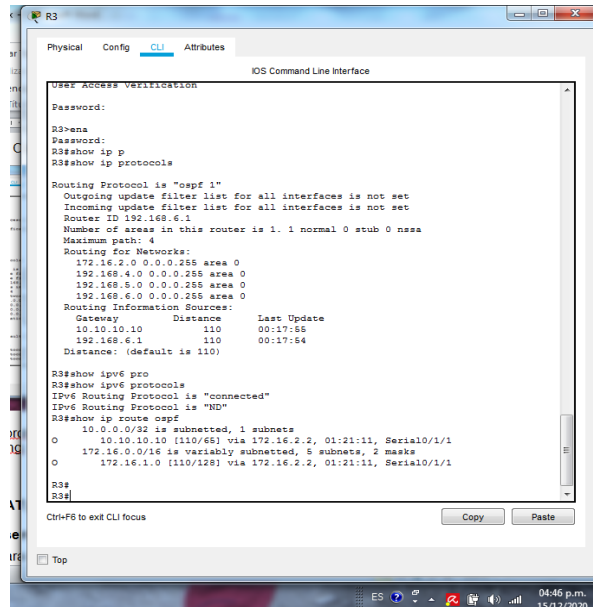 R3
Physical Config CLI Attributes
IOS Command Line Interface
User Access Verification
Password:
R3>ena
Password:
R3#show ip p
R3#show ip protocols
Routing Protocol is "ospf 1"
Outgoing update filter list for all interfaces is not set
Incoming update filter list for all interfaces is not set
Router ID 192.168.6.1
Number of areas in this router is 1. 1 normal 0 stub 0 nssa
Maximum path: 4
Routing for Networks:
172.16.2.0 0.0.0.255 area 0
192.168.4.0 0.0.0.255 area 0
192.168.5.0 0.0.0.255 area 0
192.168.6.0 0.0.0.255 area 0
Routing Information Sources:
Gateway Distance Last Update
10.10.10.10 110 00:17:55
192.168.6.1 110 00:17:54
Distance: (default is 110)
R3#show ipv6 pro
R3#show ipv6 protocols
IPv6 Routing Protocol is "connected"
IPv6 Routing Protocol is "ND"
R3#show ip route ospf
10.0.0.0/32 is subnetted, 1 subnets
O 10.10.10.10 [110/65] via 172.16.2.2, 01:21:11, Serial0/1/1
172.16.0.0/16 is variably subnetted, 5 subnets, 2 masks
O 172.16.1.0 [110/128] via 172.16.2.2, 01:21:11, Serial0/1/1
R3#
R3#
Ctrl+F6 to exit CLI focus
Copy Paste
Top
ES
04:46 p.m.
15/12/2020